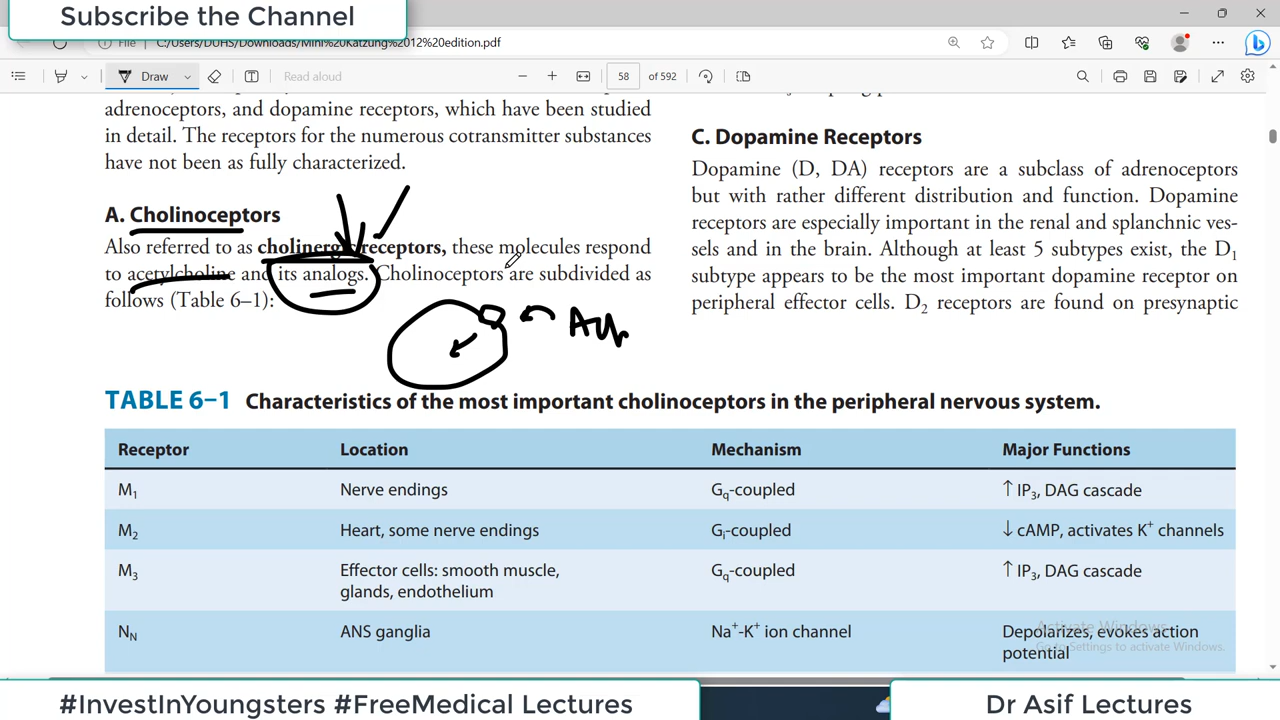 Subscribe the Channel
File C:/Users/DUHS/Downloads/Mini%20Katzung%2012%20edition.pdf
Draw Read aloud 58 of 592
adrenoceptors, and dopamine receptors, which have been studied
in detail. The receptors for the numerous cotransmitter substances
have not been as fully characterized.
A. Cholinoceptors
Also referred to as cholinergic receptors, these molecules respond
to acetylcholine and its analogs. Cholinoceptors are subdivided as
follows (Table 6–1):
C. Dopamine Receptors
Dopamine (D, DA) receptors are a subclass of adrenoceptors
but with rather different distribution and function. Dopamine
receptors are especially important in the renal and splanchnic ves-
sels and in the brain. Although at least 5 subtypes exist, the D1
subtype appears to be the most important dopamine receptor on
peripheral effector cells. D2 receptors are found on presynaptic
TABLE 6–1 Characteristics of the most important cholinoceptors in the peripheral nervous system.
Receptor Location Mechanism Major Functions
M1 Nerve endings Gq-coupled ↑ IP3, DAG cascade
M2 Heart, some nerve endings Gi-coupled ↓ cAMP, activates K+ channels
M3 Effector cells: smooth muscle, Gq-coupled ↑ IP3, DAG cascade
glands, endothelium
NN ANS ganglia Na+-K+ ion channel Depolarizes, evokes action
potential
Activate Windows
Go to Settings to activate Windows.
#InvestInYoungsters #FreeMedical Lectures
Dr Asif Lectures